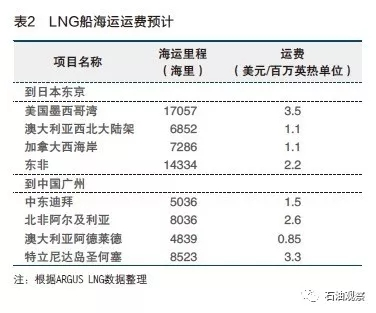 表2 LNG船海运运费预计
项目名称 海运里程（海里） 运费（美元/百万英热单位）
到日本东京
美国墨西哥湾 17057 3.5
澳大利亚西北大陆架 6852 1.1
加拿大西海岸 7286 1.1
东非 14334 2.2
到中国广州
中东迪拜 5036 1.5
北非阿尔及利亚 8036 2.6
澳大利亚阿德莱德 4839 0.85
特立尼达岛圣何塞 8523 3.3
注：根据ARGUS LNG数据整理
石油观察